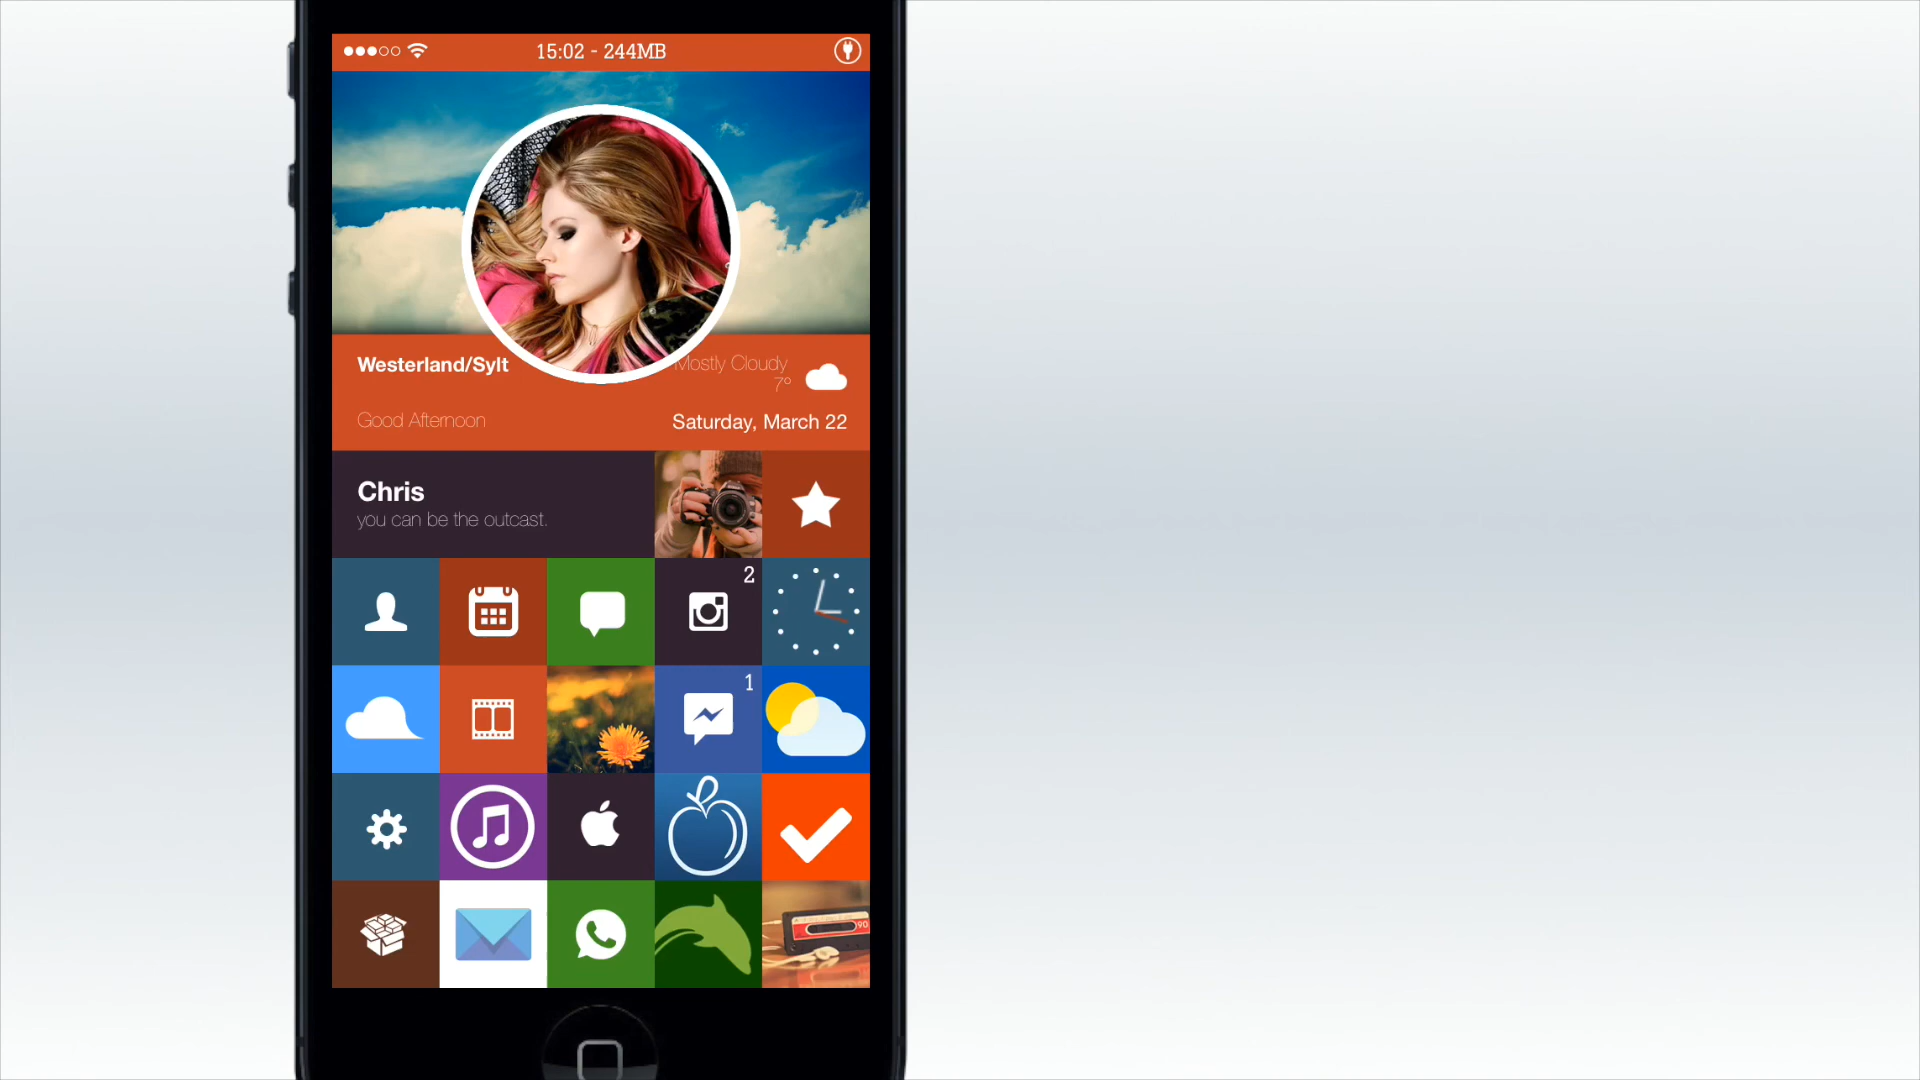 15:02 - 244MB
Westerland/Sylt
Mostly Cloudy
7°
Good Afternoon
Saturday, March 22
Chris
you can be the outcast.
2
1
90